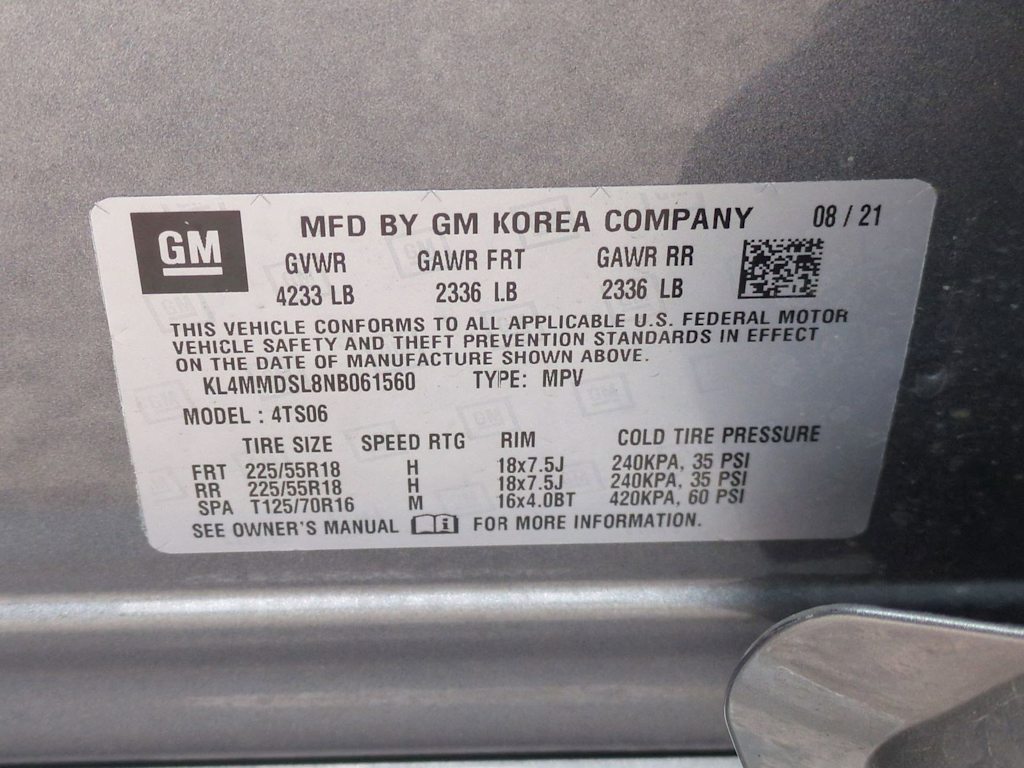 GM
MFD BY GM KOREA COMPANY 08 / 21
GVWR GAWR FRT GAWR RR
4233 LB 2336 LB 2336 LB
THIS VEHICLE CONFORMS TO ALL APPLICABLE U.S. FEDERAL MOTOR
VEHICLE SAFETY AND THEFT PREVENTION STANDARDS IN EFFECT
ON THE DATE OF MANUFACTURE SHOWN ABOVE.
KL4MMDSL8NB061560 TYPE: MPV
MODEL : 4TS06
TIRE SIZE SPEED RTG RIM COLD TIRE PRESSURE
FRT 225/55R18 H 18x7.5J 240KPA, 35 PSI
RR 225/55R18 H 18x7.5J 240KPA, 35 PSI
SPA T125/70R16 M 16x4.0BT 420KPA, 60 PSI
SEE OWNER'S MANUAL i FOR MORE INFORMATION.